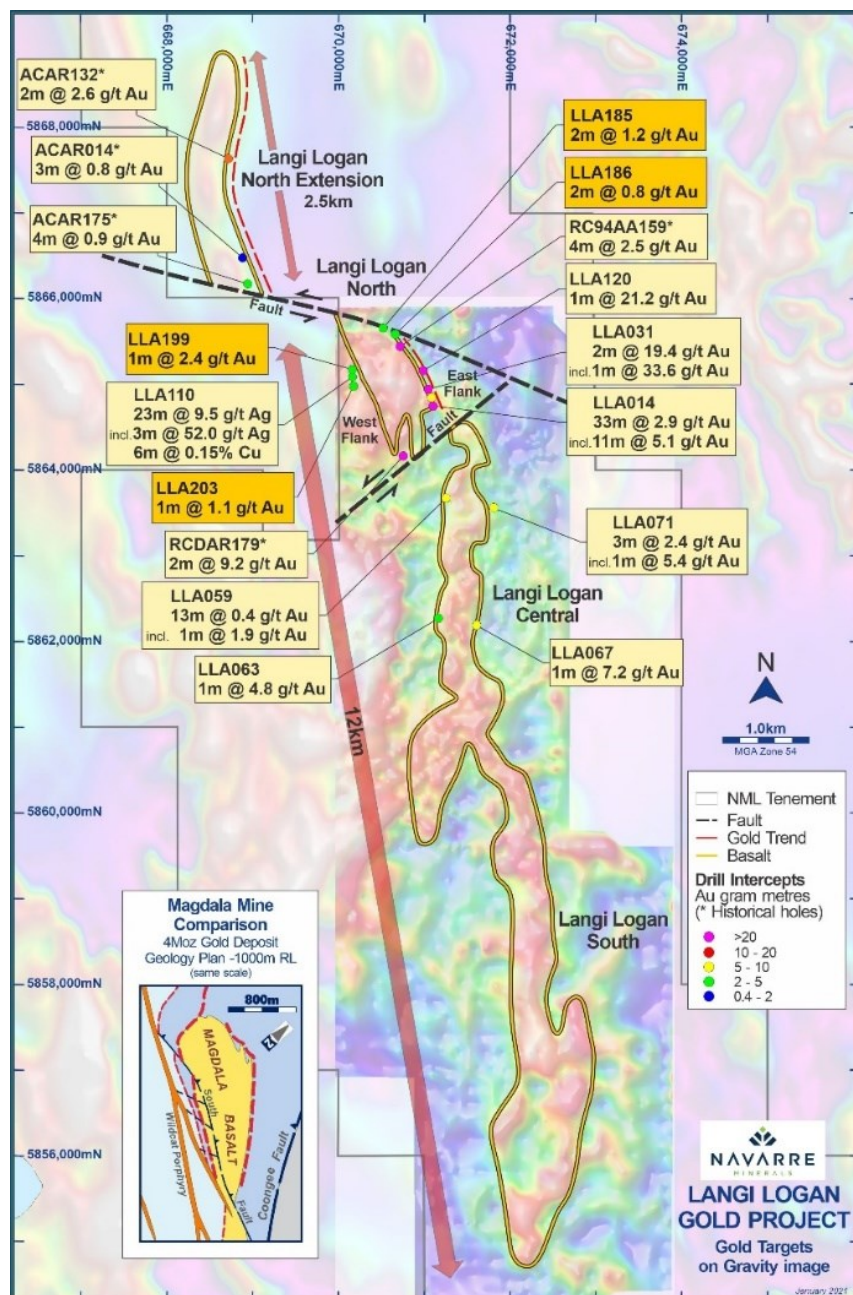 668,000mE
670,000mE
672,000mE
674,000mE
5868,000mN
5866,000mN
5864,000mN
5862,000mN
5860,000mN
5858,000mN
5856,000mN
ACAR132*
2m @ 2.6 g/t Au
ACAR014*
3m @ 0.8 g/t Au
ACAR175*
4m @ 0.9 g/t Au
Langi Logan
North Extension
2.5km
LLA185
2m @ 1.2 g/t Au
LLA186
2m @ 0.8 g/t Au
RC94AA159*
4m @ 2.5 g/t Au
LLA120
1m @ 21.2 g/t Au
LLA031
2m @ 19.4 g/t Au
incl. 1m @ 33.6 g/t Au
LLA014
33m @ 2.9 g/t Au
incl. 11m @ 5.1 g/t Au
Langi Logan
North
Fault
LLA199
1m @ 2.4 g/t Au
LLA110
23m @ 9.5 g/t Ag
incl. 3m @ 52.0 g/t Ag
6m @ 0.15% Cu
LLA203
1m @ 1.1 g/t Au
RCDAR179*
2m @ 9.2 g/t Au
LLA059
13m @ 0.4 g/t Au
incl. 1m @ 1.9 g/t Au
LLA063
1m @ 4.8 g/t Au
East
Flank
West
Flank
Fault
LLA071
3m @ 2.4 g/t Au
incl. 1m @ 5.4 g/t Au
Langi Logan
Central
LLA067
1m @ 7.2 g/t Au
12km
N
1.0km
MGA Zone 54
NML Tenement
Fault
Gold Trend
Basalt
Drill Intercepts
Au gram metres
(* Historical holes)
>20
10 - 20
5 - 10
2 - 5
0.4 - 2
Langi Logan
South
Magdala Mine
Comparison
4Moz Gold Deposit
Geology Plan -1000m RL
(same scale)
800m
N
MAGDALA
BASALT
South
Fault
Wildcat Porphyry
Coongee Fault
NAVARRE
MINERALS
LANGI LOGAN
GOLD PROJECT
Gold Targets
on Gravity image
January 2021